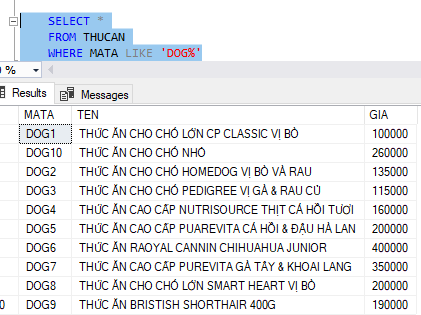 SELECT *
FROM THUCAN
WHERE MATA LIKE 'DOG%'
0 %
Results Messages
MATA TEN GIA
DOG1 THỨC ĂN CHO CHÓ LỚN CP CLASSIC VỊ BÒ 100000
DOG10 THỨC ĂN CHO CHÓ NHỎ 260000
DOG2 THỨC ĂN CHO CHÓ HOMEDOG VỊ BÒ VÀ RAU 135000
DOG3 THỨC ĂN CHÓ PEDIGREE VỊ GÀ & RAU CỦ 115000
DOG4 THỨC ĂN CAO CẤP NUTRISOURCE THỊT CÁ HỒI TƯƠI 160000
DOG5 THỨC ĂN CAO CẤP PUAREVITA CÁ HỒI & ĐẬU HÀ LAN 200000
DOG6 THỨC ĂN RAOYAL CANNIN CHIHUAHUA JUNIOR 400000
DOG7 THỨC ĂN CAO CẤP PUREVITA GÀ TÂY & KHOAI LANG 350000
DOG8 THỨC ĂN CHO CHÓ LỚN SMART HEART VỊ BÒ 200000
0 DOG9 THỨC ĂN BRISTISH SHORTHAIR 400G 190000